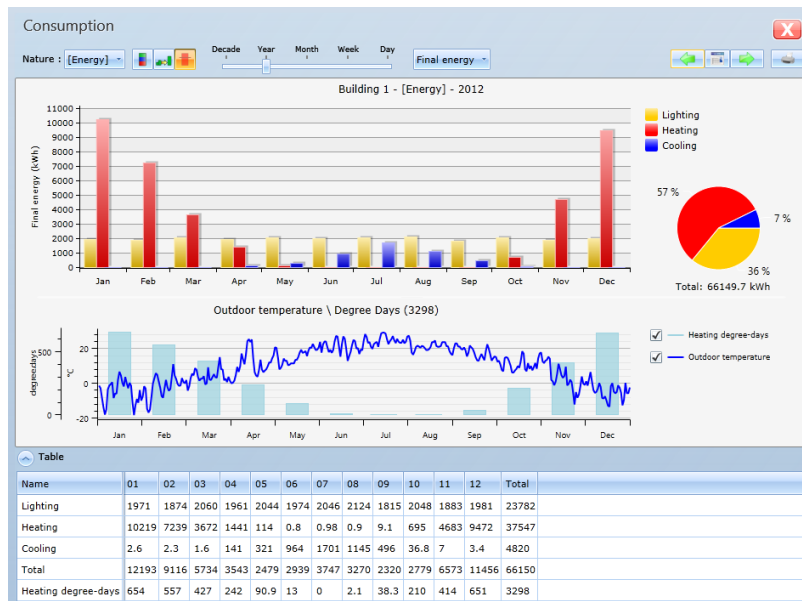 Consumption
Nature : [Energy] Decade Year Month Week Day Final energy
Building 1 - [Energy] - 2012
Final energy (kWh)
11000
10000
9000
8000
7000
6000
5000
4000
3000
2000
1000
0
Jan Feb Mar Apr May Jun Jul Aug Sep Oct Nov Dec
Lighting
Heating
Cooling
57 %
7 %
36 %
Total: 66149.7 kWh
Outdoor temperature \ Degree Days (3298)
degreedays
500
0
°C
20
0
-20
Jan Feb Mar Apr May Jun Jul Aug Sep Oct Nov Dec
Heating degree-days
Outdoor temperature
Table
Name 01 02 03 04 05 06 07 08 09 10 11 12 Total
Lighting 1971 1874 2060 1961 2044 1974 2046 2124 1815 2048 1883 1981 23782
Heating 10219 7239 3672 1441 114 0.8 0.98 0.9 9.1 695 4683 9472 37547
Cooling 2.6 2.3 1.6 141 321 964 1701 1145 496 36.8 7 3.4 4820
Total 12193 9116 5734 3543 2479 2939 3747 3270 2320 2779 6573 11456 66150
Heating degree-days 654 557 427 242 90.9 13 0 2.1 38.3 210 414 651 3298